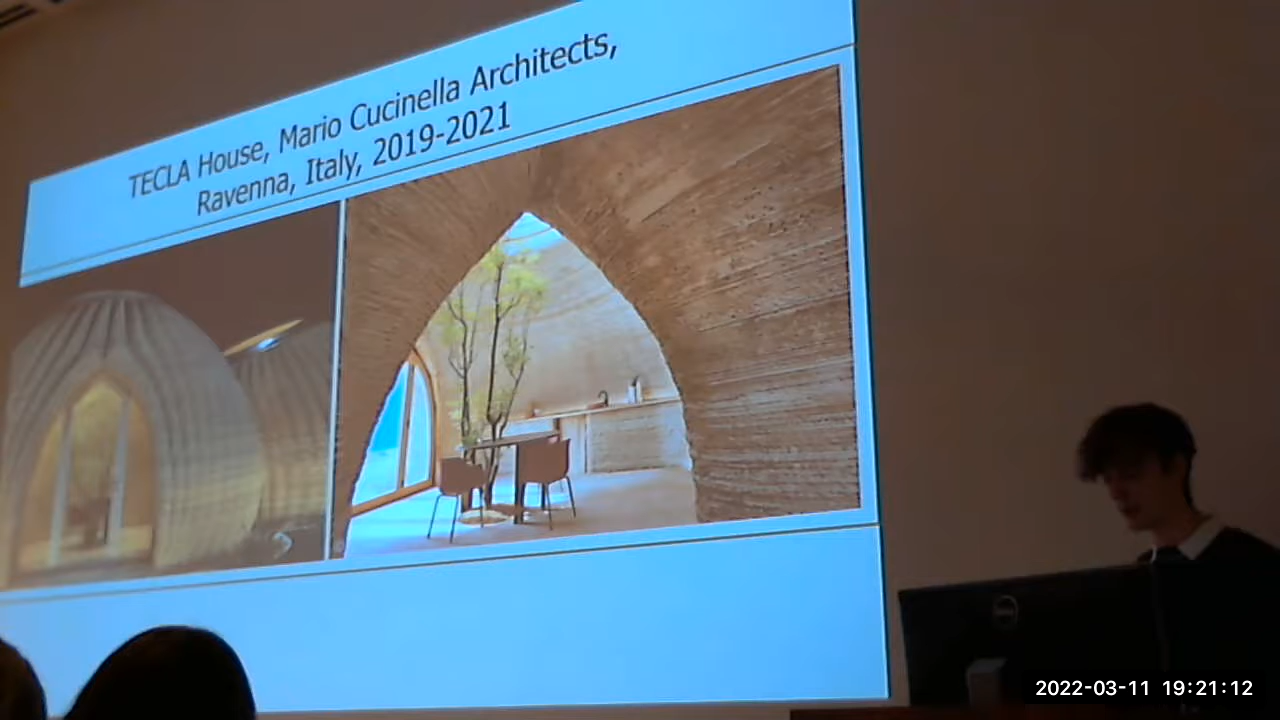 TECLA House, Mario Cucinella Architects,
Ravenna, Italy, 2019-2021
2022-03-11 19:21:12